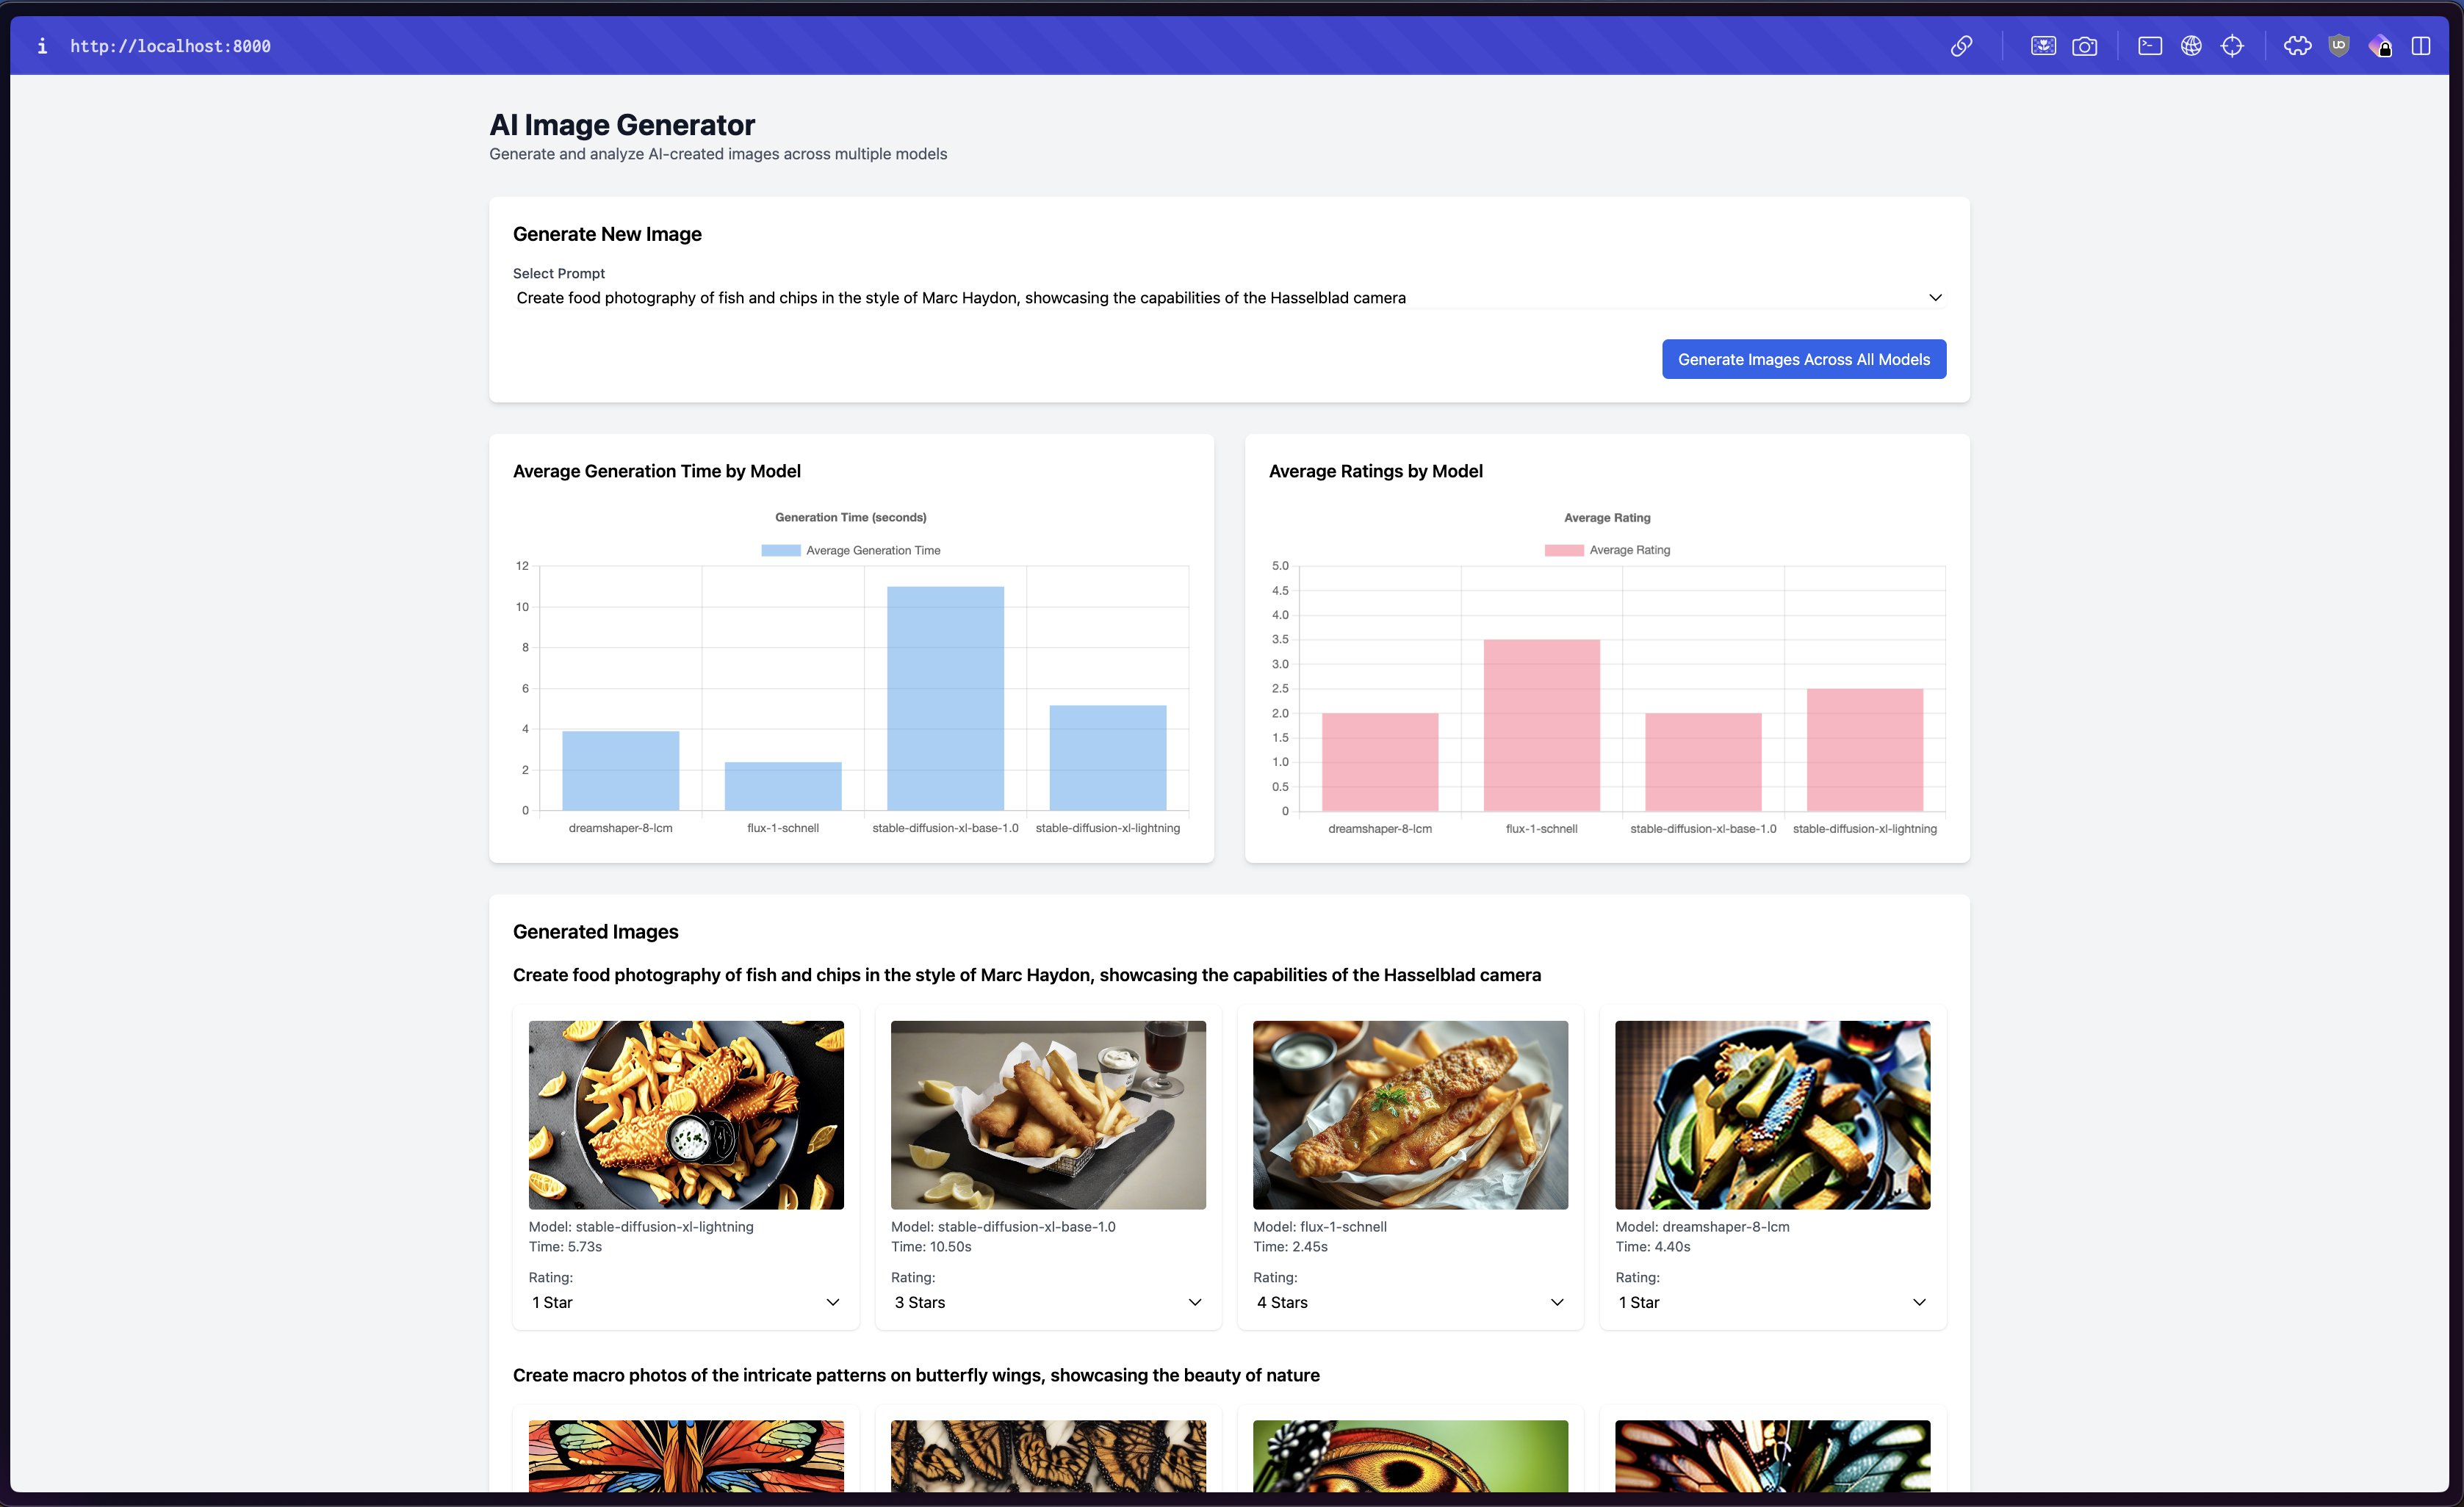 http://localhost:8000
AI Image Generator
Generate and analyze AI-created images across multiple models
Generate New Image
Select Prompt
Create food photography of fish and chips in the style of Marc Haydon, showcasing the capabilities of the Hasselblad camera
Generate Images Across All Models
Average Generation Time by Model
Generation Time (seconds)
Average Generation Time
12
10
8
6
4
2
0
dreamshaper-8-lcm
flux-1-schnell
stable-diffusion-xl-base-1.0
stable-diffusion-xl-lightning
Average Ratings by Model
Average Rating
Average Rating
5.0
4.5
4.0
3.5
3.0
2.5
2.0
1.5
1.0
0.5
0
dreamshaper-8-lcm
flux-1-schnell
stable-diffusion-xl-base-1.0
stable-diffusion-xl-lightning
Generated Images
Create food photography of fish and chips in the style of Marc Haydon, showcasing the capabilities of the Hasselblad camera
Model: stable-diffusion-xl-lightning
Time: 5.73s
Rating:
1 Star
Model: stable-diffusion-xl-base-1.0
Time: 10.50s
Rating:
3 Stars
Model: flux-1-schnell
Time: 2.45s
Rating:
4 Stars
Model: dreamshaper-8-lcm
Time: 4.40s
Rating:
1 Star
Create macro photos of the intricate patterns on butterfly wings, showcasing the beauty of nature